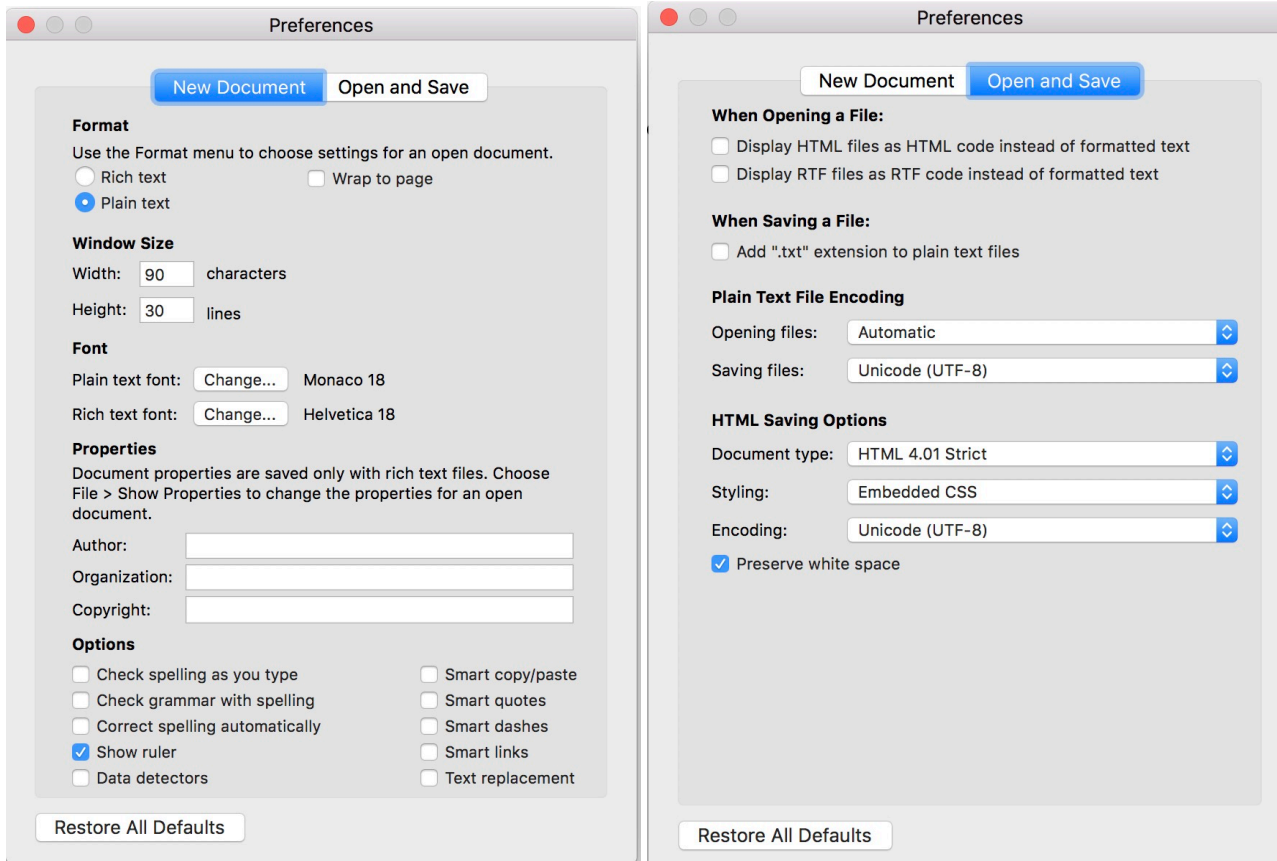 Preferences
New Document
Open and Save
Format
Use the Format menu to choose settings for an open document.
Rich text
Wrap to page
Plain text
Window Size
Width: 90 characters
Height: 30 lines
Font
Plain text font: Change... Monaco 18
Rich text font: Change... Helvetica 18
Properties
Document properties are saved only with rich text files. Choose
File > Show Properties to change the properties for an open
document.
Author:
Organization:
Copyright:
Options
Check spelling as you type
Check grammar with spelling
Correct spelling automatically
Show ruler
Data detectors
Smart copy/paste
Smart quotes
Smart dashes
Smart links
Text replacement
Restore All Defaults
Preferences
New Document
Open and Save
When Opening a File:
Display HTML files as HTML code instead of formatted text
Display RTF files as RTF code instead of formatted text
When Saving a File:
Add ".txt" extension to plain text files
Plain Text File Encoding
Opening files: Automatic
Saving files: Unicode (UTF-8)
HTML Saving Options
Document type: HTML 4.01 Strict
Styling: Embedded CSS
Encoding: Unicode (UTF-8)
Preserve white space
Restore All Defaults